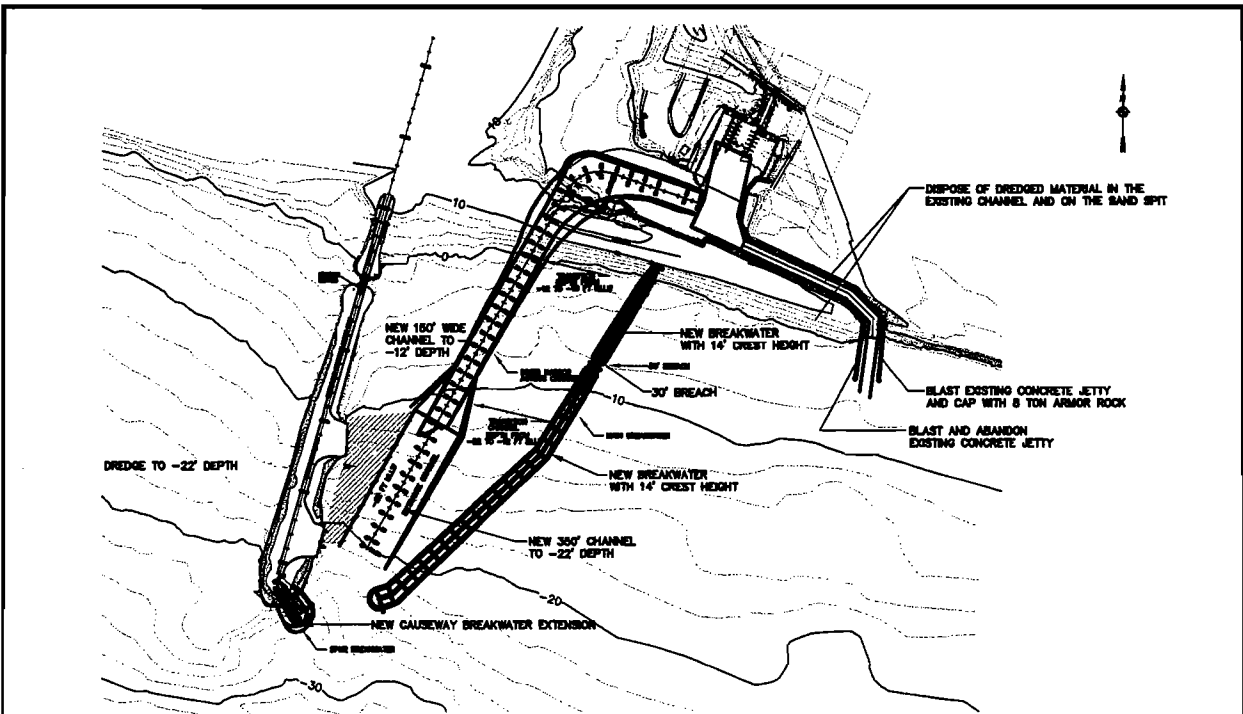 DISPOSE OF DREDGED MATERIAL IN THE
EXISTING CHANNEL AND ON THE SAND SPIT
10
0
NEW 150' WIDE
CHANNEL TO
-12' DEPTH
NEW BREAKWATER
WITH 14' CREST HEIGHT
30' BREACH
-10
BLAST EXISTING CONCRETE JETTY
AND CAP WITH 8 TON ARMOR ROCK
BLAST AND ABANDON
EXISTING CONCRETE JETTY
DREDGE TO -22' DEPTH
NEW BREAKWATER
WITH 14' CREST HEIGHT
NEW 350' CHANNEL
TO -22' DEPTH
-20
NEW CAUSEWAY BREAKWATER EXTENSION
SPUR BREAKWATER
-30